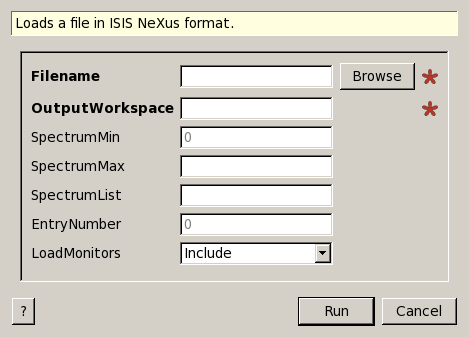 Loads a file in ISIS NeXus format.
Filename Browse *
OutputWorkspace *
SpectrumMin 0
SpectrumMax
SpectrumList
EntryNumber 0
LoadMonitors Include
? Run Cancel